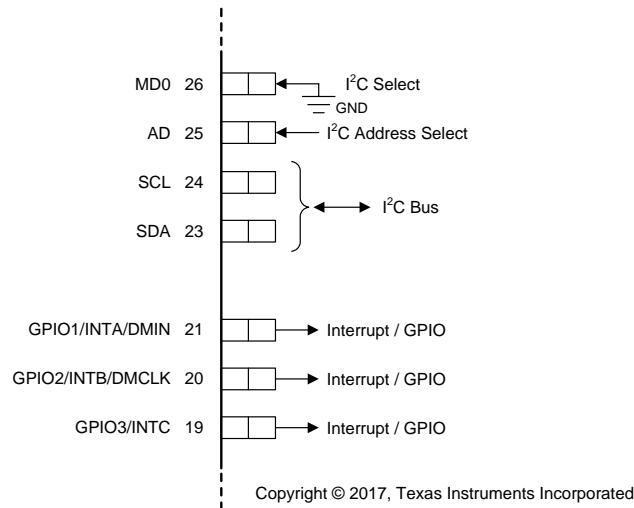 MD0 26 I²C Select
GND
AD 25 I²C Address Select
SCL 24
I²C Bus
SDA 23
GPIO1/INTA/DMIN 21 Interrupt / GPIO
GPIO2/INTB/DMCLK 20 Interrupt / GPIO
GPIO3/INTC 19 Interrupt / GPIO
Copyright © 2017, Texas Instruments Incorporated